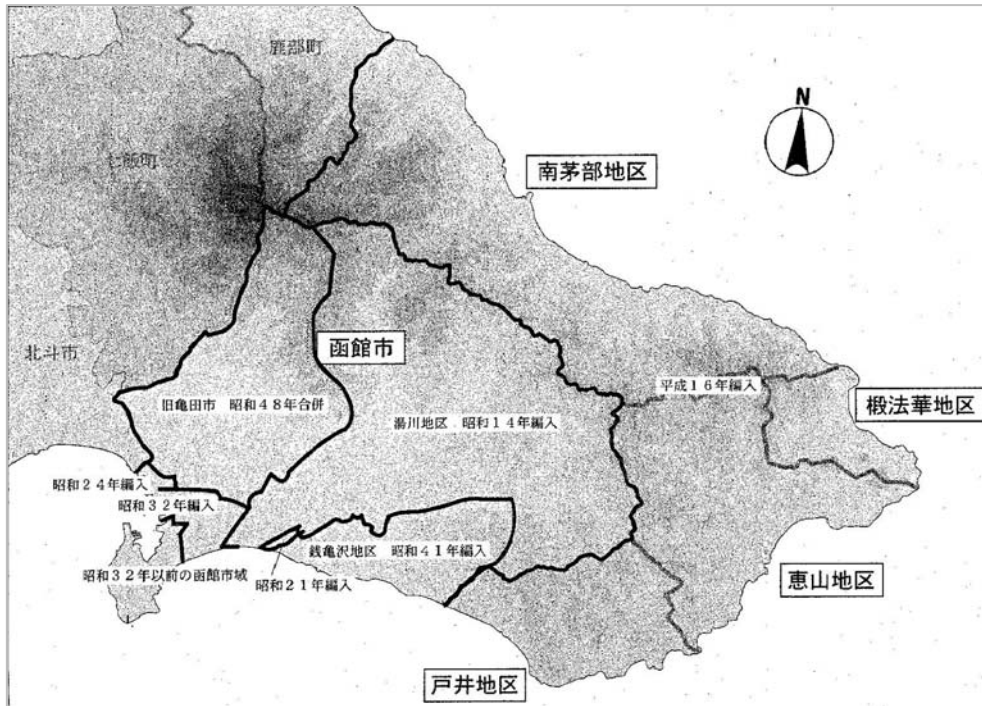 鹿部町
N
七飯町
南茅部地区
函館市
北斗市
平成１６年編入
旧亀田市　昭和４８年合併
椴法華地区
湯川地区　昭和１４年編入
昭和２４年編入
昭和３２年編入
銭亀沢地区　昭和４１年編入
昭和３２年以前の函館市域
昭和２１年編入
恵山地区
戸井地区